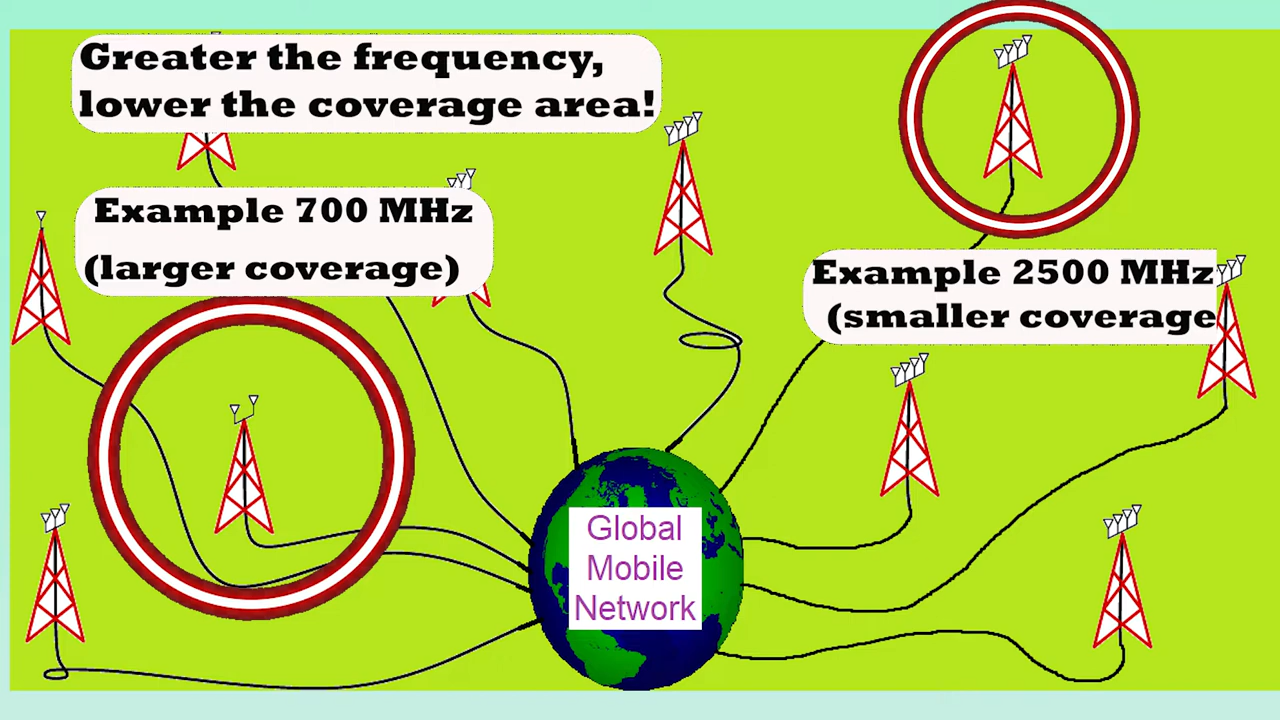 Greater the frequency,
lower the coverage area!
Example 700 MHz
(larger coverage)
Example 2500 MHz
(smaller coverage
Global
Mobile
Network